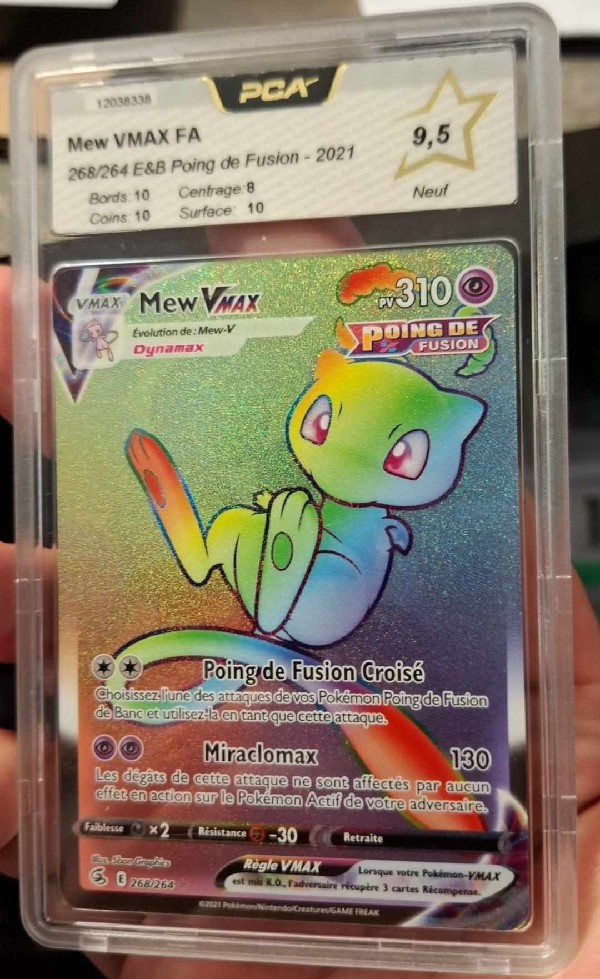 12038338
PCA
Mew VMAX FA
268/264 E&B Poing de Fusion - 2021
9,5
Bords: 10 Centrage: 8
Neuf
Coins: 10 Surface: 10
VMAX Mew VMAX PV 310
Évolution de : Mew-V
Dynamax
POING DE
FUSION
Poing de Fusion Croisé
Choisissez l'une des attaques de vos Pokémon Poing de Fusion
de Banc et utilisez-la en tant que cette attaque.
Miraclomax 130
Les dégâts de cette attaque ne sont affectés par aucun
effet en action sur le Pokémon Actif de votre adversaire.
Faiblesse ×2 Résistance -30 Retraite
Illus. 5ban Graphics
Règle VMAX Lorsque votre Pokémon-VMAX
est mis K.O., l'adversaire récupère 3 cartes Récompense.
E 268/264
©2021 Pokémon/Nintendo/Creatures/GAME FREAK